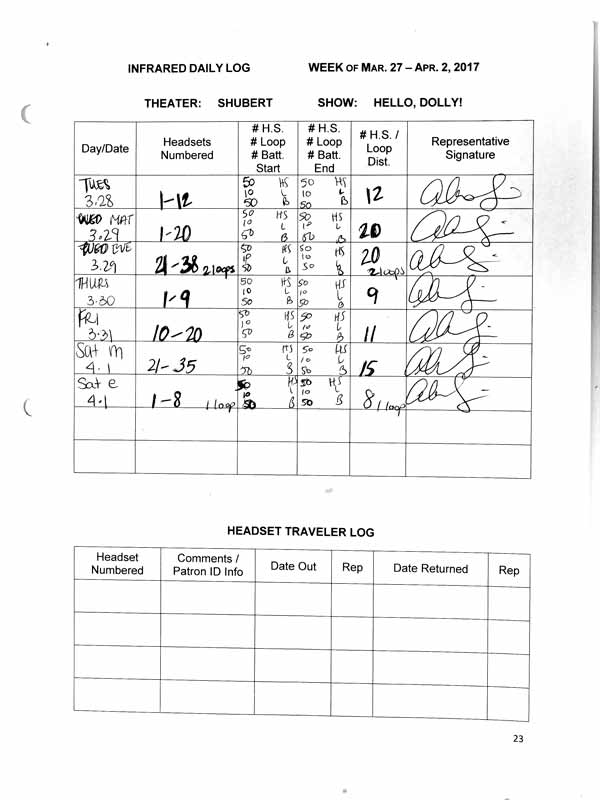 INFRARED DAILY LOG WEEK OF MAR. 27 – APR. 2, 2017
THEATER: SHUBERT SHOW: HELLO, DOLLY!
Day/Date Headsets Numbered # H.S. # Loop # Batt. Start # H.S. # Loop # Batt. End # H.S. / Loop Dist. Representative Signature
TUES 3.28 1-12 50 HS 10 L 50 B 50 HS 10 L 50 B 12
WED MAT 3.29 1-20 50 HS 10 L 50 B 50 HS 10 L 50 B 20
WED EVE 3.29 21-38 2 loops 50 HS 10 L 50 B 50 HS 10 L 50 B 20 2 loops
THURS 3.30 1-9 50 HS 10 L 50 B 50 HS 10 L 50 B 9
FRI 3.31 10-20 50 HS 10 L 50 B 50 HS 10 L 50 B 11
Sat m 4.1 21-35 50 HS 10 L 50 B 50 HS 10 L 50 B 15
Sat e 4.1 1-8 1 loop 50 HS 10 L 50 B 50 HS 10 L 50 B 8 / 1 loop
HEADSET TRAVELER LOG
Headset Numbered Comments / Patron ID Info Date Out Rep Date Returned Rep
23